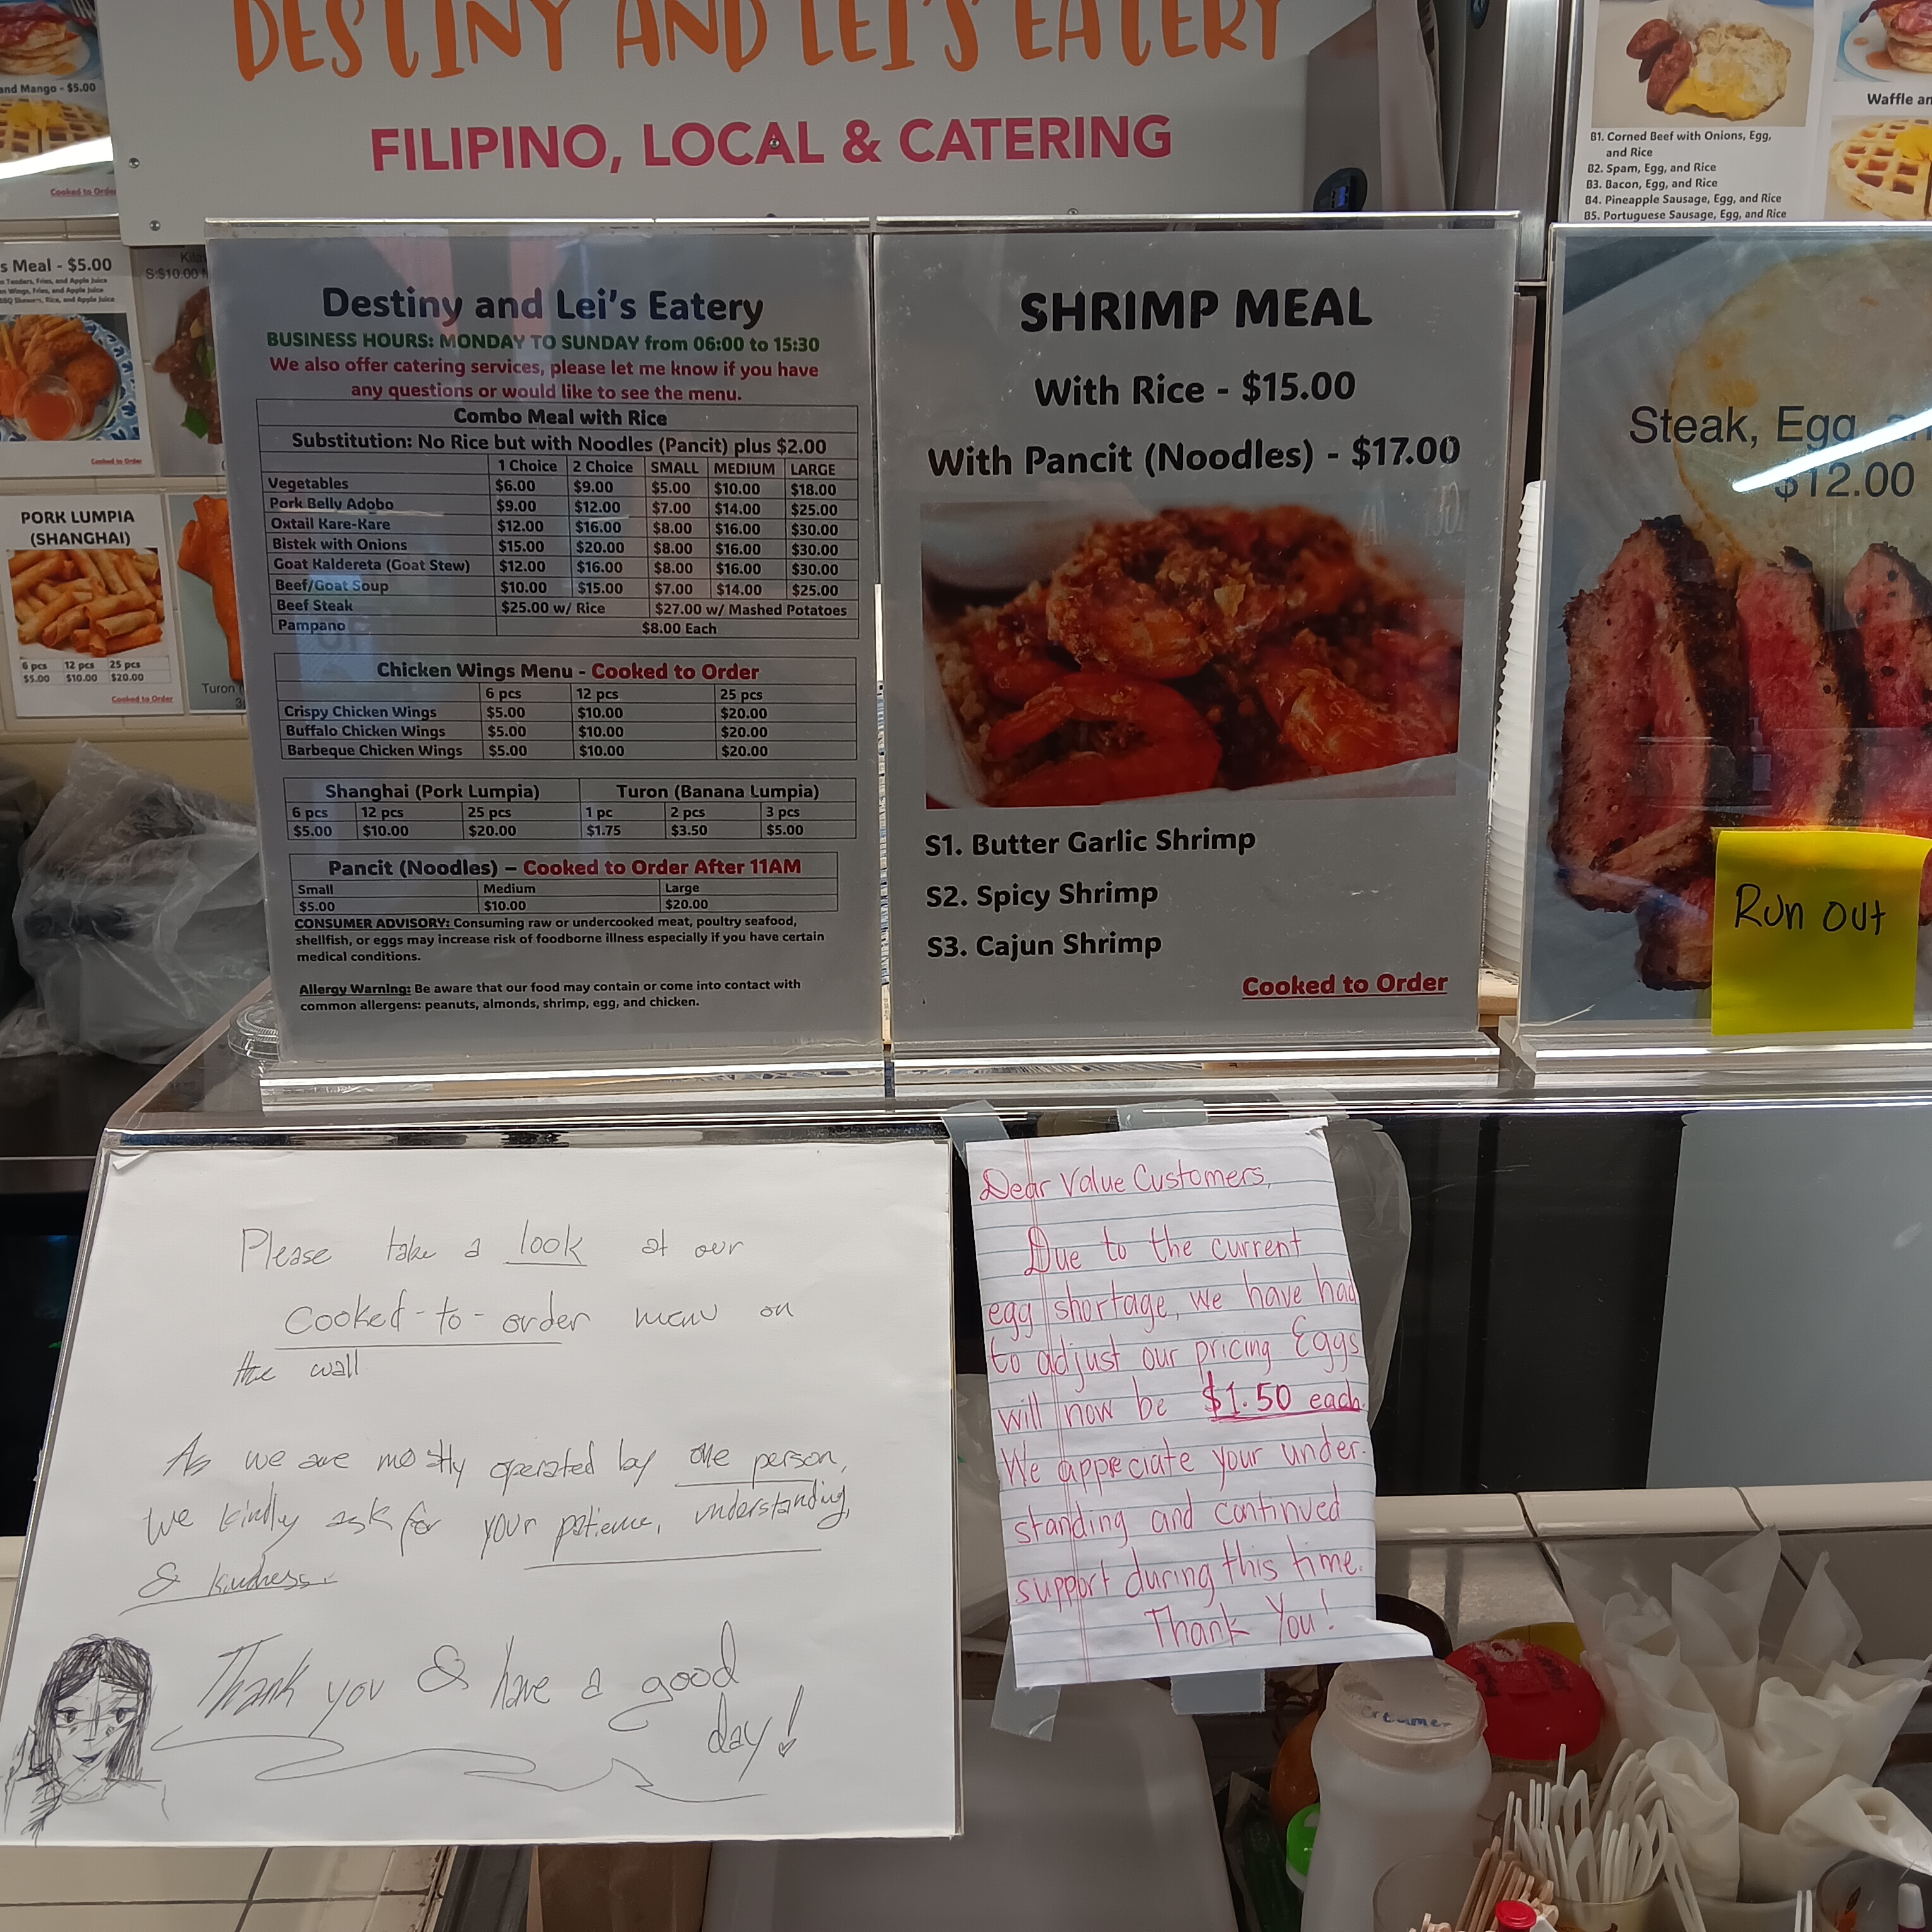 DESTINY AND LEI'S EATERY
FILIPINO, LOCAL & CATERING
and Mango - $5.00
Cooked to Order
s Meal - $5.00
Tenders, Fries, and Apple Juice
Wings, Fries, and Apple Juice
BBQ Skewers, Rice, and Apple Juice
Cooked to Order
S:$10.00
PORK LUMPIA
(SHANGHAI)
6 pcs 12 pcs 25 pcs
$5.00 $10.00 $20.00
Cooked to Order
Turon
Destiny and Lei's Eatery
BUSINESS HOURS: MONDAY TO SUNDAY from 06:00 to 15:30
We also offer catering services, please let me know if you have
any questions or would like to see the menu.
Combo Meal with Rice
Substitution: No Rice but with Noodles (Pancit) plus $2.00
1 Choice 2 Choice SMALL MEDIUM LARGE
Vegetables $6.00 $9.00 $5.00 $10.00 $18.00
Pork Belly Adobo $9.00 $12.00 $7.00 $14.00 $25.00
Oxtail Kare-Kare $12.00 $16.00 $8.00 $16.00 $30.00
Bistek with Onions $15.00 $20.00 $8.00 $16.00 $30.00
Goat Kaldereta (Goat Stew) $12.00 $16.00 $8.00 $16.00 $30.00
Beef/Goat Soup $10.00 $15.00 $7.00 $14.00 $25.00
Beef Steak $25.00 w/ Rice $27.00 w/ Mashed Potatoes
Pampano $8.00 Each
Chicken Wings Menu - Cooked to Order
6 pcs 12 pcs 25 pcs
Crispy Chicken Wings $5.00 $10.00 $20.00
Buffalo Chicken Wings $5.00 $10.00 $20.00
Barbeque Chicken Wings $5.00 $10.00 $20.00
Shanghai (Pork Lumpia) Turon (Banana Lumpia)
6 pcs 12 pcs 25 pcs 1 pc 2 pcs 3 pcs
$5.00 $10.00 $20.00 $1.75 $3.50 $5.00
Pancit (Noodles) – Cooked to Order After 11AM
Small Medium Large
$5.00 $10.00 $20.00
CONSUMER ADVISORY: Consuming raw or undercooked meat, poultry seafood,
shellfish, or eggs may increase risk of foodborne illness especially if you have certain
medical conditions.
Allergy Warning: Be aware that our food may contain or come into contact with
common allergens: peanuts, almonds, shrimp, egg, and chicken.
SHRIMP MEAL
With Rice - $15.00
With Pancit (Noodles) - $17.00
S1. Butter Garlic Shrimp
S2. Spicy Shrimp
S3. Cajun Shrimp
Cooked to Order
B1. Corned Beef with Onions, Egg,
and Rice
B2. Spam, Egg, and Rice
B3. Bacon, Egg, and Rice
B4. Pineapple Sausage, Egg, and Rice
B5. Portuguese Sausage, Egg, and Rice
Waffle an
Steak, Egg, an
$12.00
Run out
Please take a look at our
Cooked-to-order menu on
the wall
As we are mostly operated by one person,
we kindly ask for your patience, understanding,
& kindness.
Thank you & have a good
day!
Dear Value Customers,
Due to the current
egg shortage, we have had
to adjust our pricing Eggs
will now be $1.50 each.
We appreciate your under-
standing and continued
support during this time.
Thank You!
Creamer